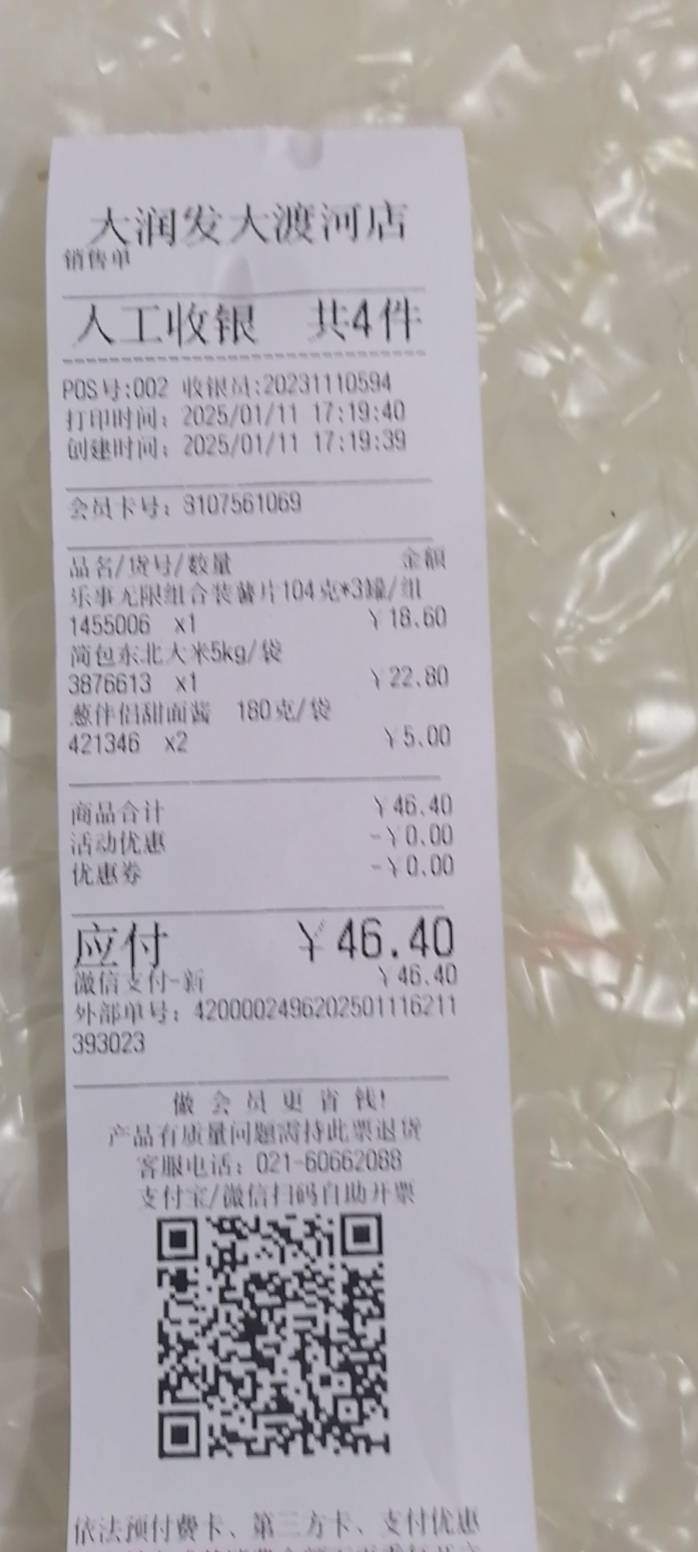 大润发大渡河店
销售单
人工收银 共4件
POS号:002 收银员:20231110594
打印时间: 2025/01/11 17:19:40
创建时间: 2025/01/11 17:19:39
会员卡号: 3107561069
品名/货号/数量 金额
乐事无限组合装薯片104克*3罐/组
1455006 x1 ￥18.60
简包东北大米5kg/袋
3876613 x1 ￥22.80
葱伴侣甜面酱 180克/袋
421346 x2 ￥5.00
商品合计 ￥46.40
活动优惠 -￥0.00
优惠券 -￥0.00
应付 ￥46.40
微信支付-新 ￥46.40
外部单号: 4200002496202501116211
393023
做 会 员 更 省 钱!
产品有质量问题需持此票退货
客服电话: 021-60662088
支付宝/微信扫码自助开票
依法预付费卡、第三方卡、支付优惠